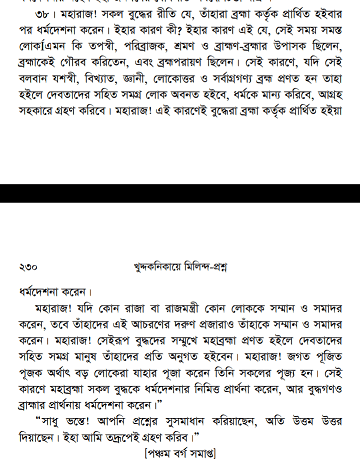 ৩৮। মহারাজ! সকল বুদ্ধের রীতি যে, তাঁহারা ব্রহ্মা কর্তৃক প্রার্থিত হইবার
পর ধর্মদেশনা করেন। ইহার কারণ কী? ইহার কারণ এই যে, সেই সময় সমস্ত
লোক[এমন কি তপস্বী, পরিব্রাজক, শ্রমণ ও ব্রাহ্মণ-ব্রহ্মার উপাসক ছিলেন,
ব্রহ্মাকেই গৌরব করিতেন, এবং ব্রহ্মপরায়ণ ছিলেন। সেই কারণে, যদি সেই
বলবান যশস্বী, বিখ্যাত, জ্ঞানী, লোকোত্তর ও সর্বাগ্রগণ্য ব্রহ্ম প্রণত হন তাহা
হইলে দেবতাদের সহিত সমগ্র লোক অবনত হইবে, ধর্মকে মান্য করিবে, আগ্রহ
সহকারে গ্রহণ করিবে। মহারাজ! এই কারণেই বুদ্ধেরা ব্রহ্মা কর্তৃক প্রার্থিত হইয়া
২৩০ খুদ্দকনিকায়ে মিলিন্দ-প্রশ্ন
ধর্মদেশনা করেন।
মহারাজ! যদি কোন রাজা বা রাজমন্ত্রী কোন লোককে সম্মান ও সমাদর
করেন, তবে তাঁহাদের এই আচরণের দরুণ প্রজারাও তাঁহাকে সম্মান ও সমাদর
করেন। মহারাজ! সেইরূপ বুদ্ধদের সম্মুখে মহাব্রহ্মা প্রণত হইলে দেবতাদের
সহিত সমগ্র মানুষ তাঁহাদের প্রতি অনুগত হইবেন। মহারাজ! জগত পূজিত
পূজক অর্থাৎ বড় লোকেরা যাহার পূজা করেন তিনি সকলের পূজ্য হন। সেই
কারণে মহাব্রহ্মা সকল বুদ্ধকে ধর্মদেশনার নিমিত্ত প্রার্থনা করেন, আর বুদ্ধগণও
ব্রাহ্মার প্রার্থনায় ধর্মদেশনা করেন।”
“সাধু ভন্তে! আপনি প্রশ্নের সুসমাধান করিয়াছেন, অতি উত্তম উত্তর
দিয়াছেন। ইহা আমি তদ্রূপেই গ্রহণ করিব।”
[পঞ্চম বর্গ সমাপ্ত]